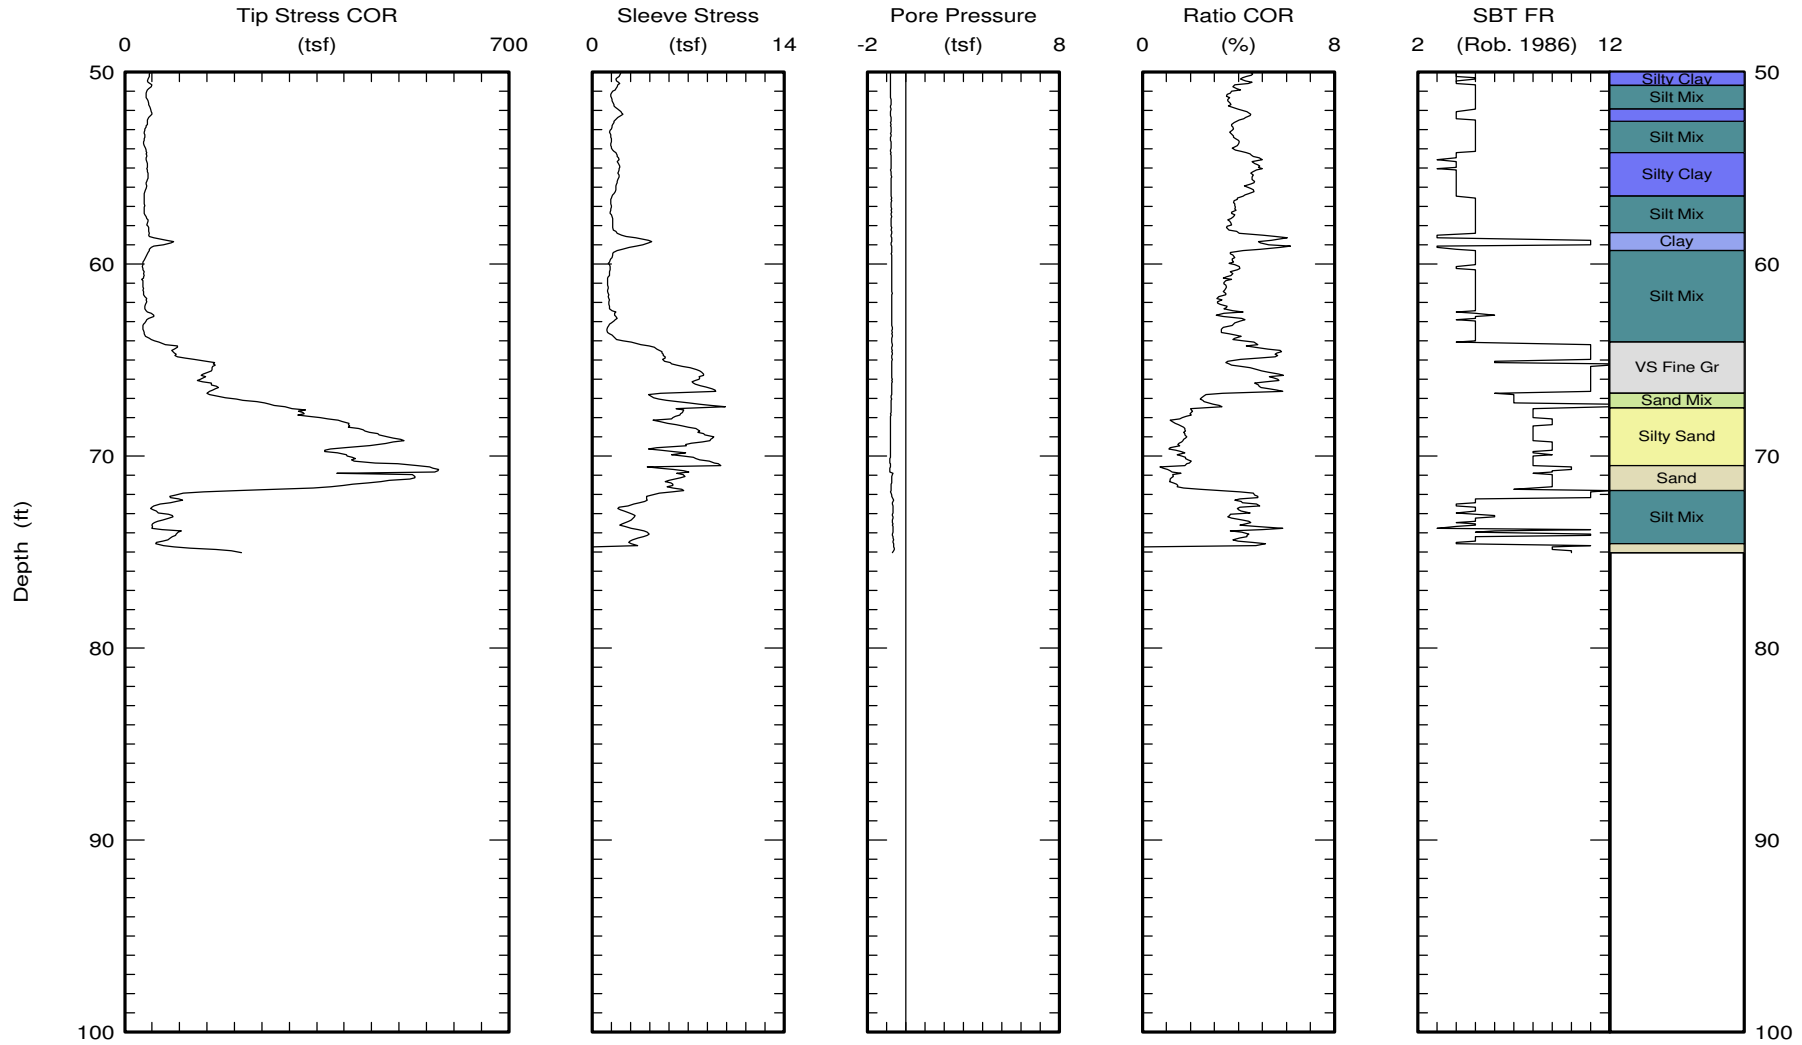 Tip Stress COR Sleeve Stress Pore Pressure Ratio COR SBT FR
0 (tsf) 700 0 (tsf) 14 -2 (tsf) 8 0 (%) 8 2 (Rob. 1986) 12
50 50
Silty Clay
Silt Mix
Silt Mix
Silty Clay
Silt Mix
Clay
60 60
Silt Mix
VS Fine Gr
Sand Mix
Silty Sand
70 70
Sand
Silt Mix
Depth (ft)
80 80
90 90
100 100